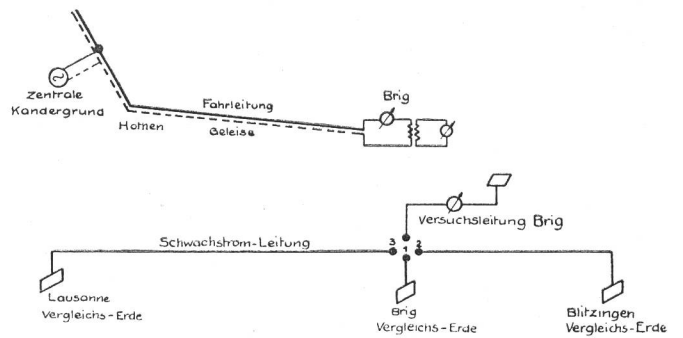 Zentrale
Kandergrund
Fahrleitung
Brig
Hotnen
Geleise
Versuchsleitung Brig
Schwachstrom-Leitung
3 1 2
Lausanne
Vergleichs-Erde
Brig
Vergleichs-Erde
Blitzingen
Vergleichs-Erde